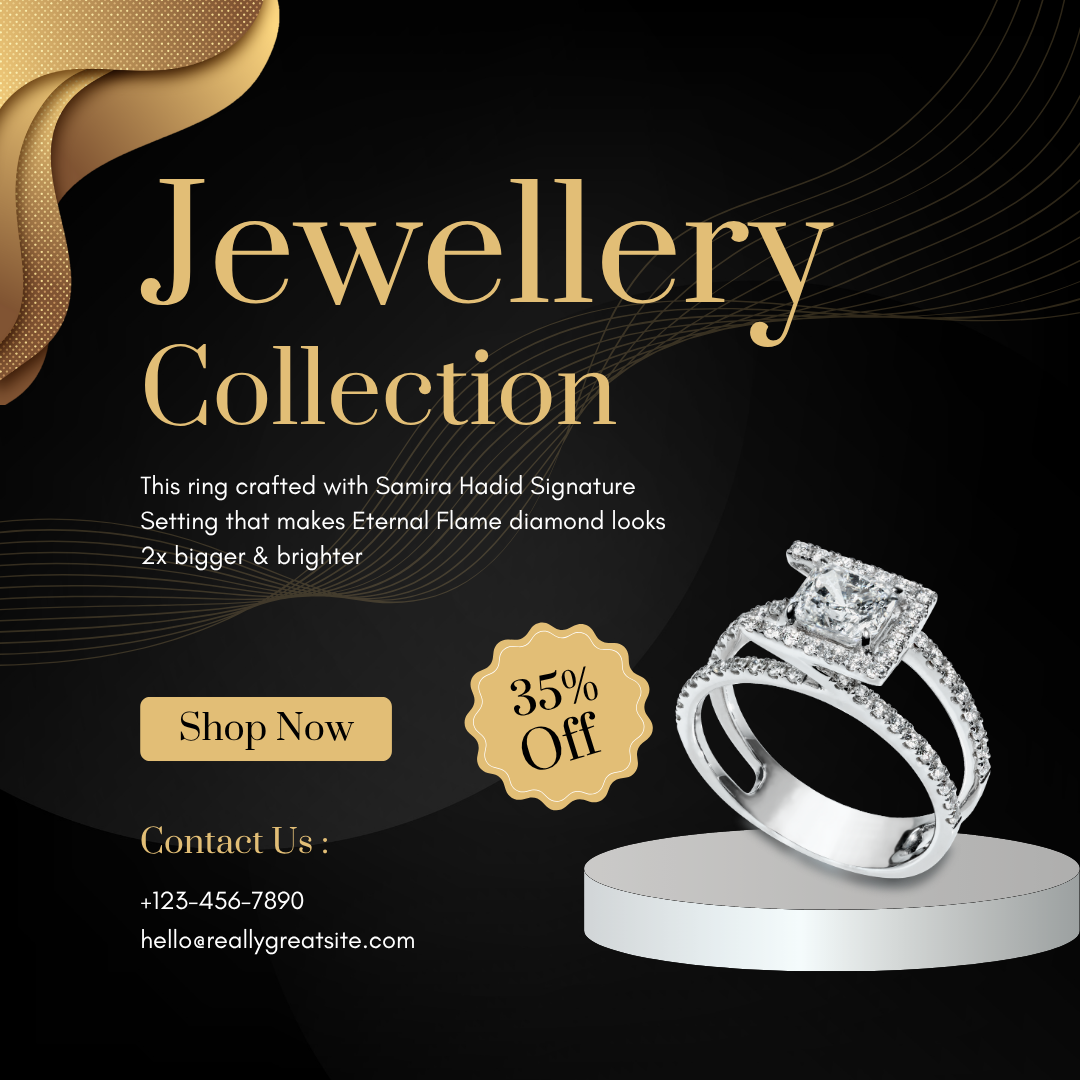 Jewellery
Collection
This ring crafted with Samira Hadid Signature
Setting that makes Eternal Flame diamond looks
2x bigger & brighter
35%
Off
Shop Now
Contact Us :
+123-456-7890
hello@reallygreatsite.com